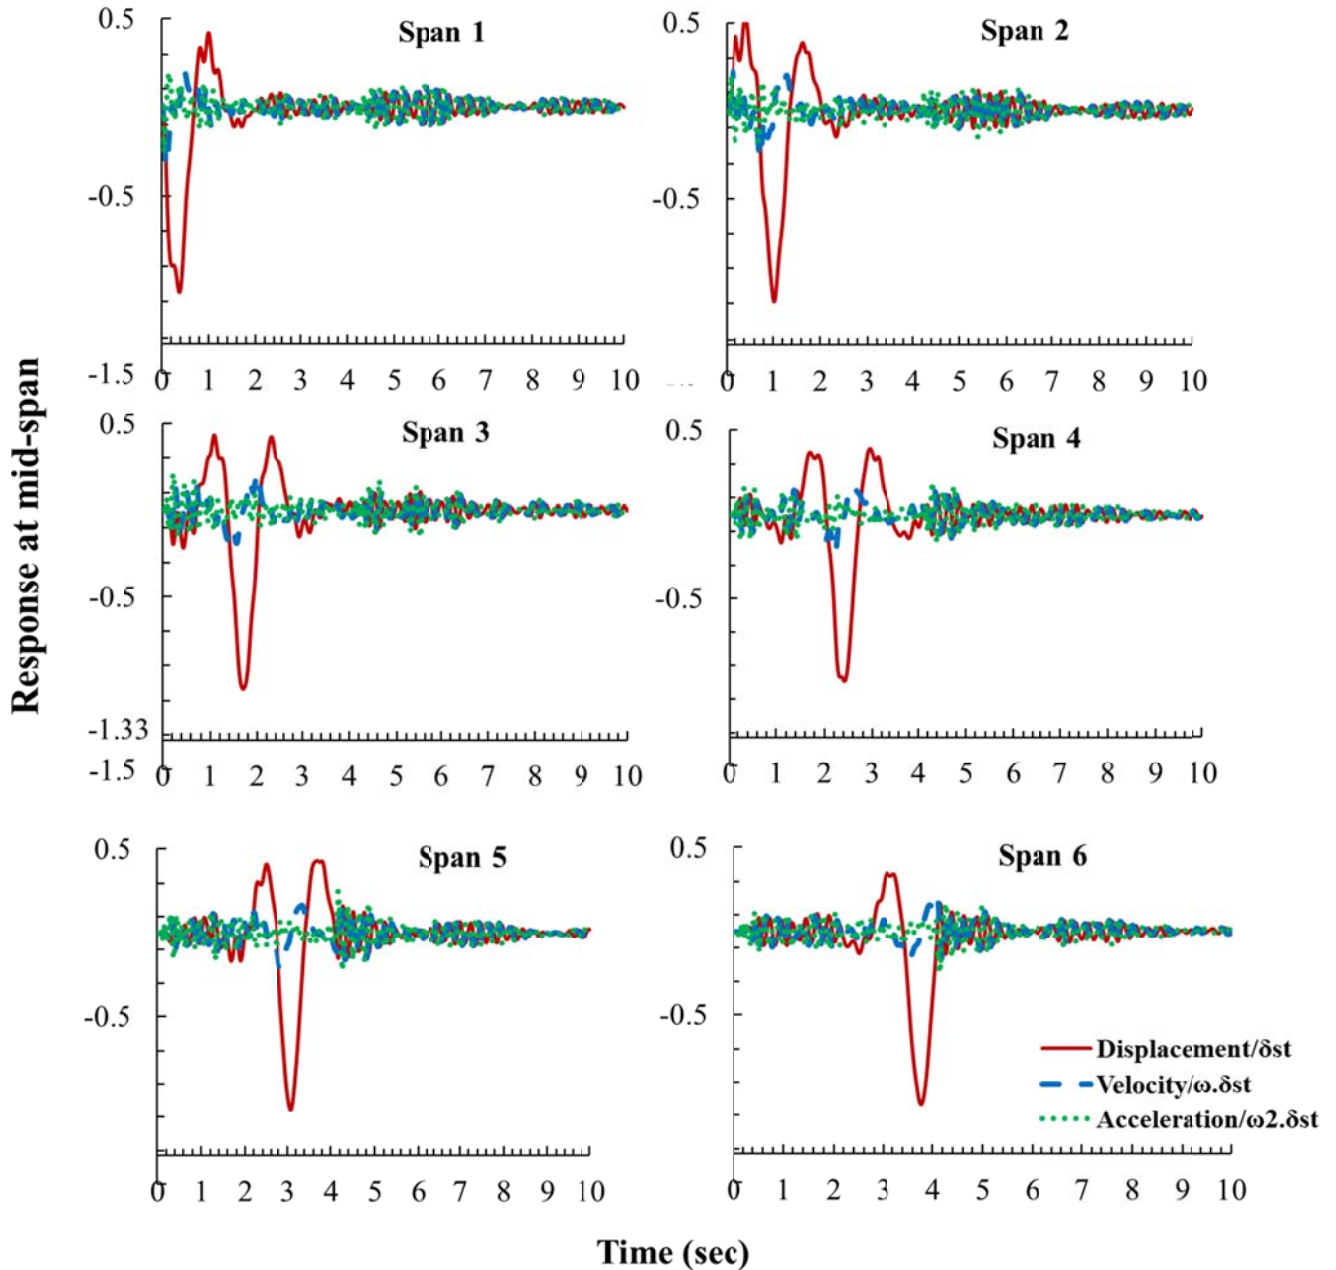 Response at mid-span
Span 1
0.5
-0.5
-1.5
0 1 2 3 4 5 6 7 8 9 10
Span 2
0.5
-0.5
0 1 2 3 4 5 6 7 8 9 10
Span 3
0.5
-0.5
-1.33
-1.5
0 1 2 3 4 5 6 7 8 9 10
Span 4
0.5
-0.5
0 1 2 3 4 5 6 7 8 9 10
Span 5
0.5
-0.5
0 1 2 3 4 5 6 7 8 9 10
Span 6
0.5
-0.5
Displacement/δst
Velocity/ω.δst
Acceleration/ω2.δst
0 1 2 3 4 5 6 7 8 9 10
Time (sec)